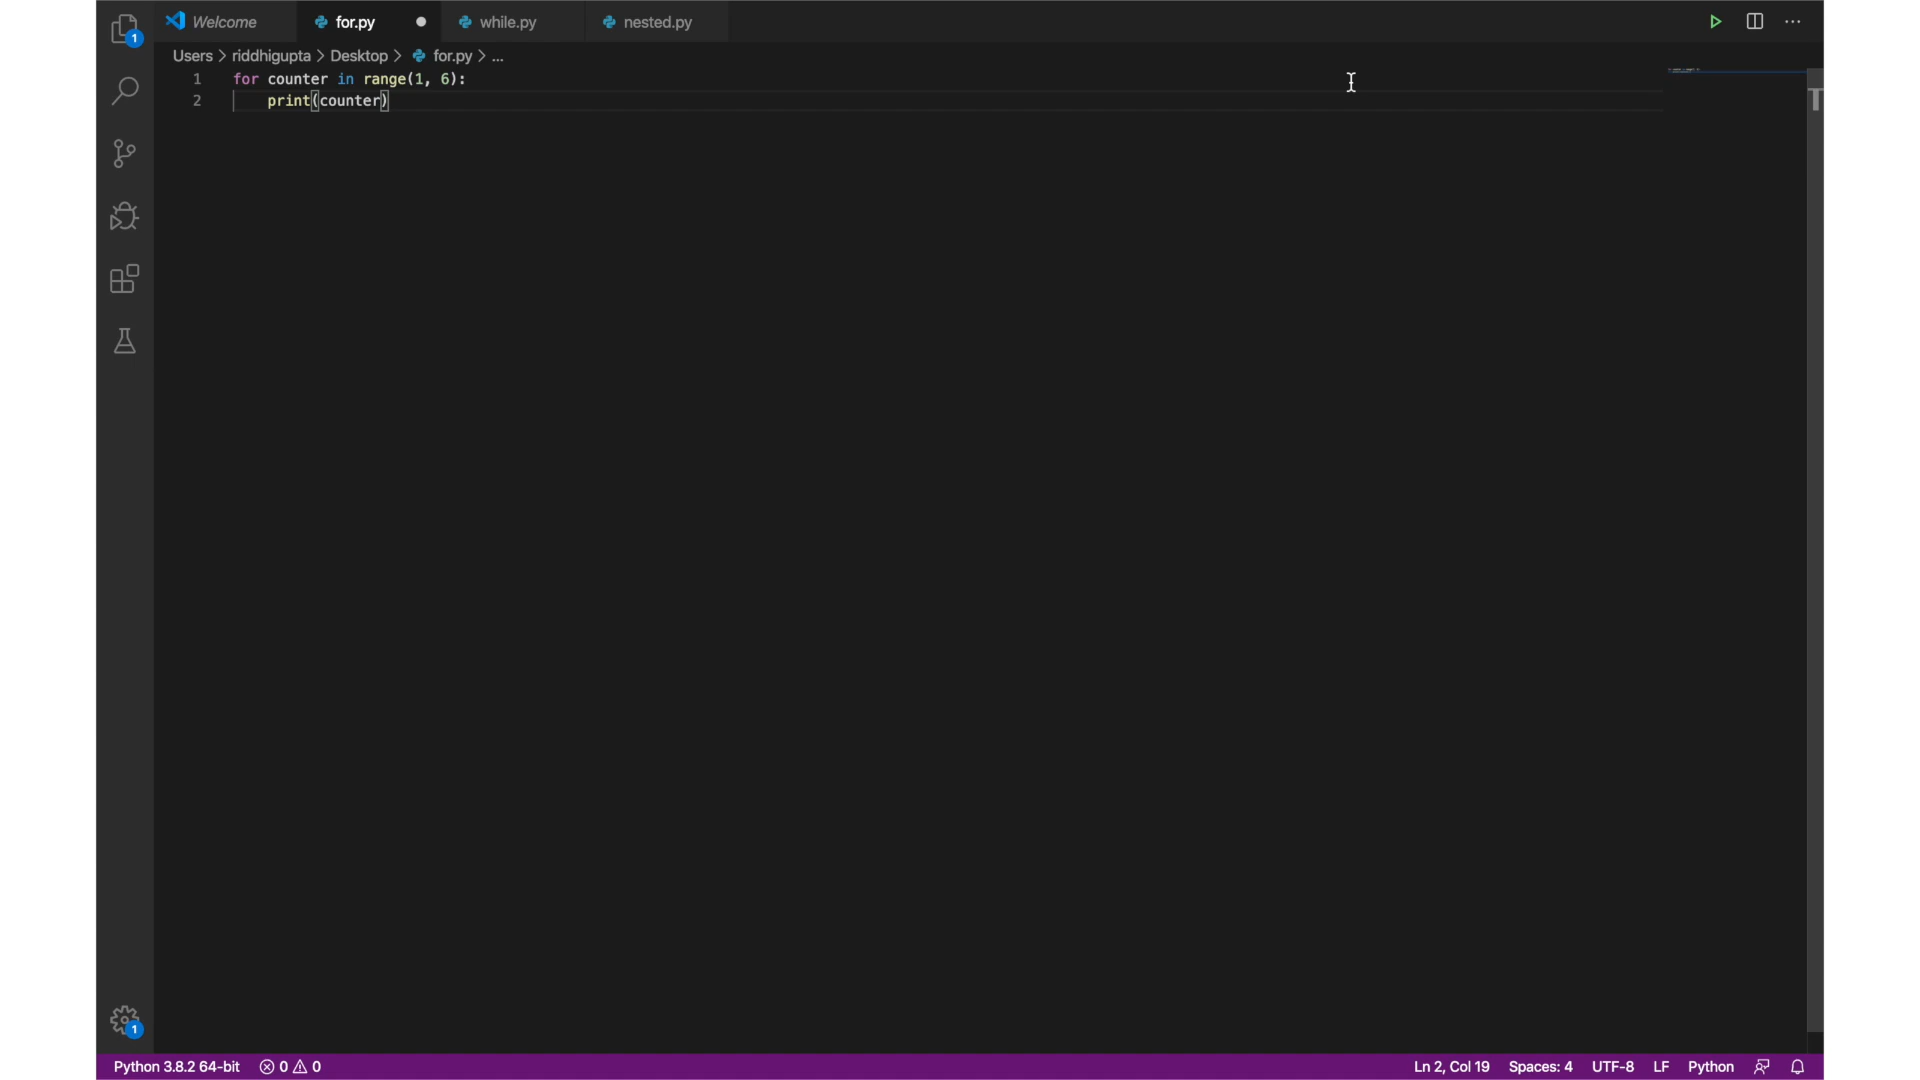 Welcome for.py while.py nested.py
Users > riddhigupta > Desktop > for.py > ...
1 for counter in range(1, 6):
2     print(counter)
1
1
Python 3.8.2 64-bit 0 0 Ln 2, Col 19 Spaces: 4 UTF-8 LF Python